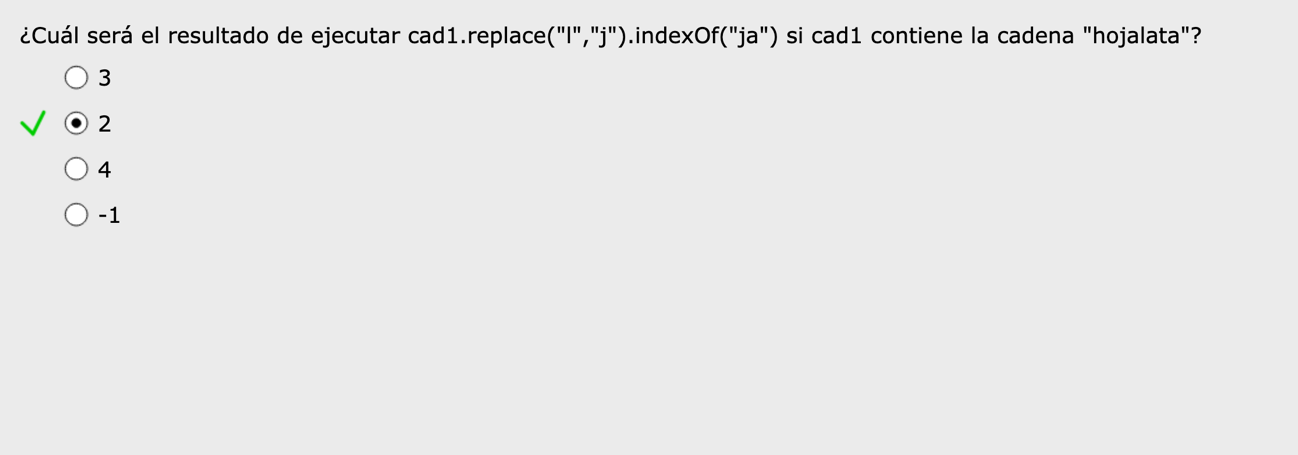 ¿Cuál será el resultado de ejecutar cad1.replace("l","j").indexOf("ja") si cad1 contiene la cadena "hojalata"?
3
2
4
-1